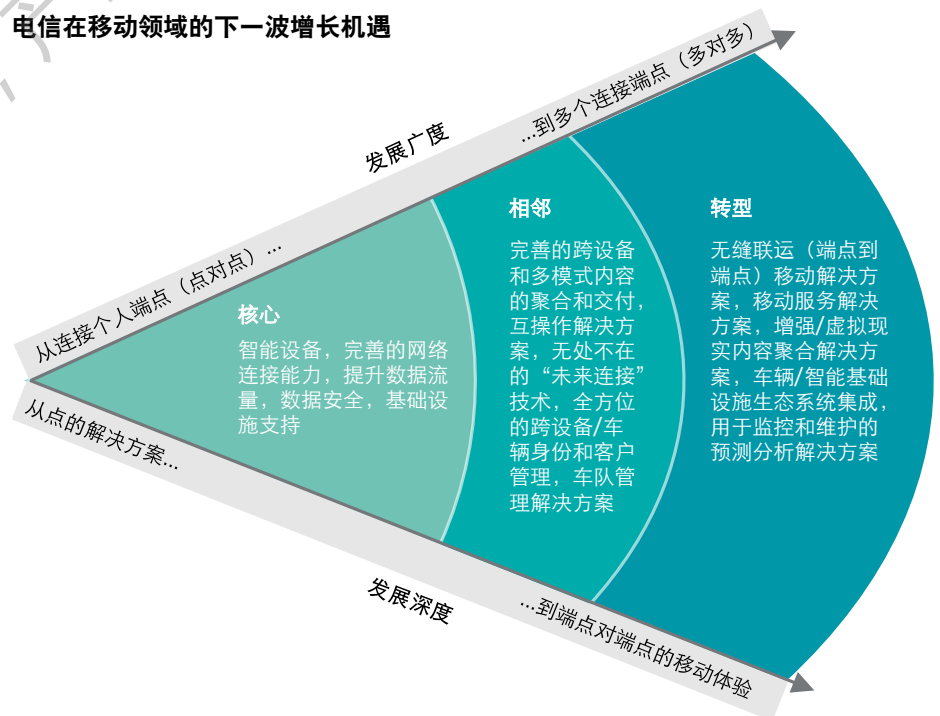 电信在移动领域的下一波增长机遇
发展广度
从连接个人端点（点对点）...
...到多个连接端点（多对多）
核心
智能设备，完善的网络
连接能力，提升数据流
量，数据安全，基础设
施支持
相邻
完善的跨设备
和多模式内容
的聚合和交付，
互操作解决方
案，无处不在
的“未来连接”
技术，全方位
的跨设备/车
辆身份和客户
管理，车队管
理解决方案
转型
无缝联运（端点到
端点）移动解决方
案，移动服务解决
方案，增强/虚拟现
实内容聚合解决方
案，车辆/智能基础
设施生态系统集成，
用于监控和维护的
预测分析解决方案
从点的解决方案...
...到端点对端点的移动体验
发展深度